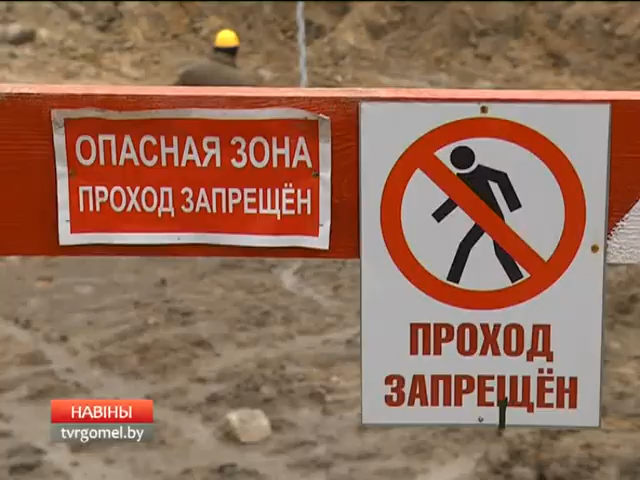 ОПАСНАЯ ЗОНА
ПРОХОД ЗАПРЕЩЁН
ПРОХОД
ЗАПРЕЩЁН
НАВІНЫ
tvrgomel.by